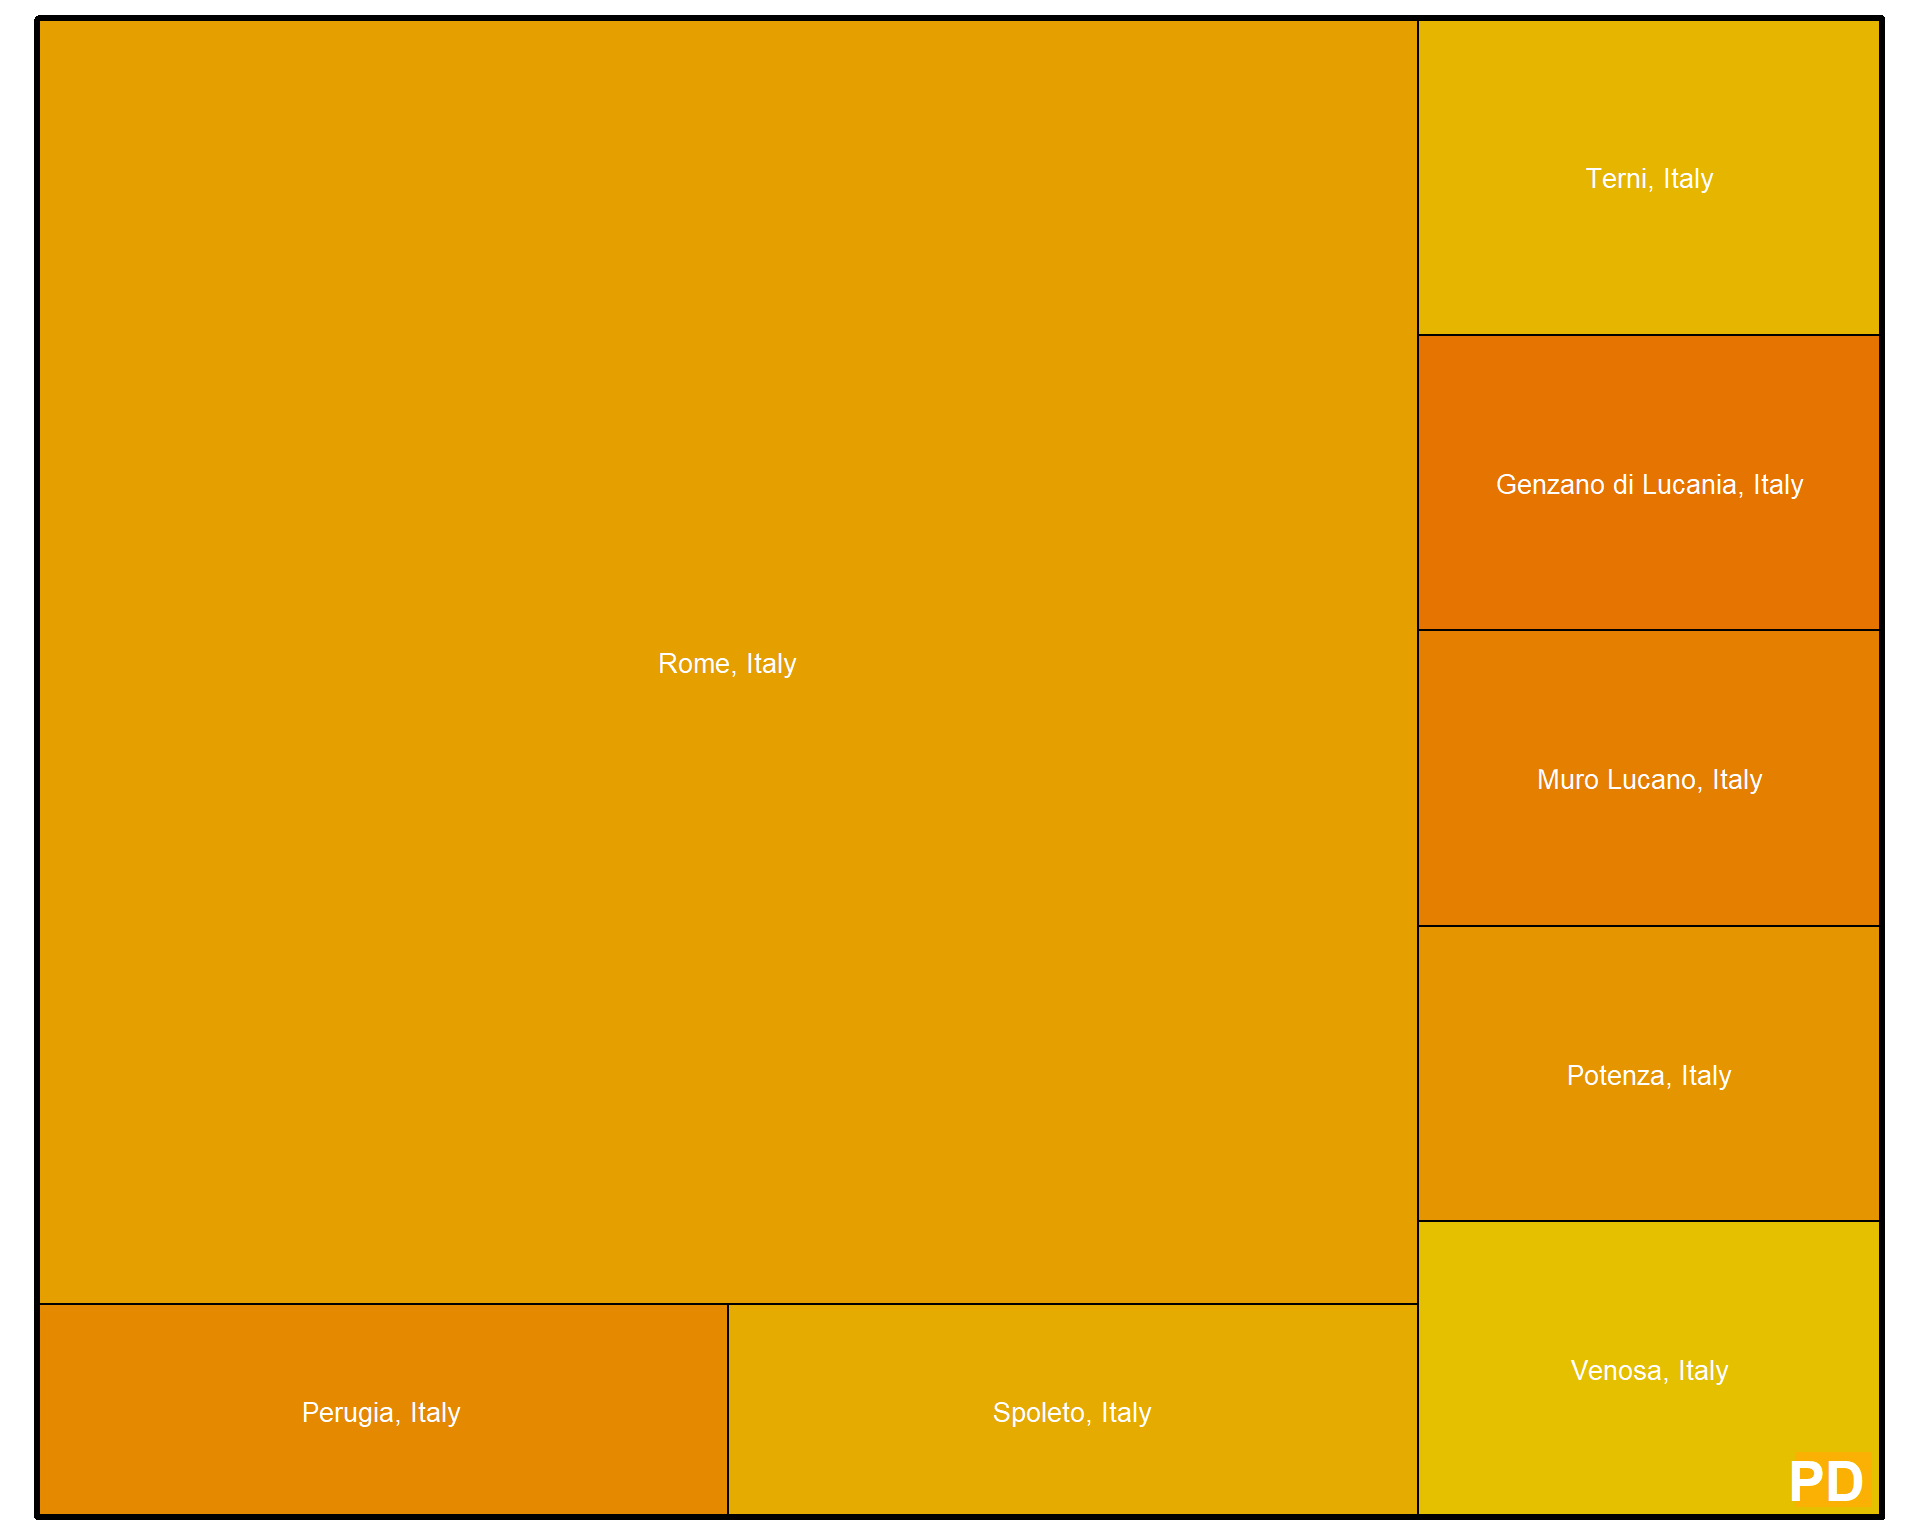 Terni, Italy
Genzano di Lucania, Italy
Rome, Italy
Muro Lucano, Italy
Potenza, Italy
Venosa, Italy
Perugia, Italy
Spoleto, Italy
PD